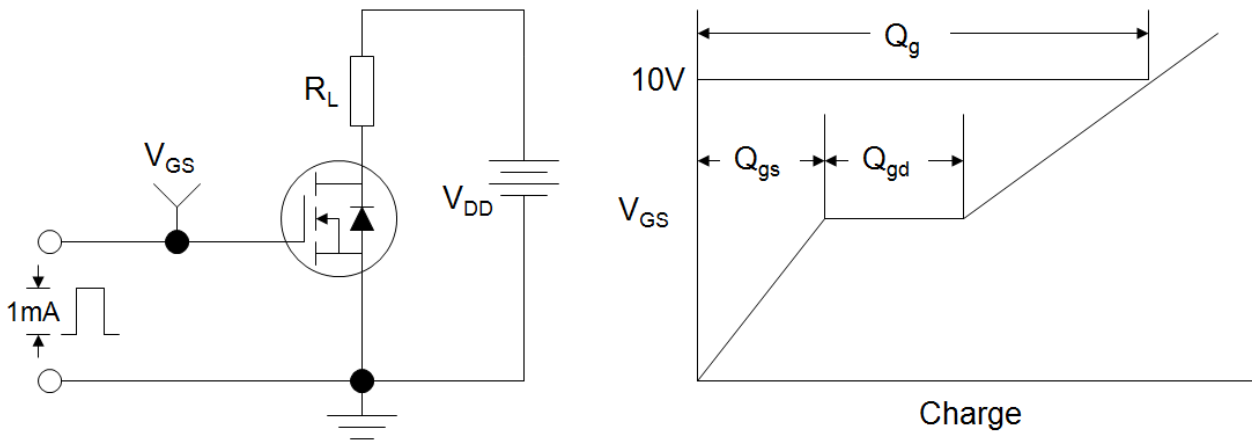 R_L
V_GS
V_DD
1mA
Q_g
10V
Q_gs
Q_gd
V_GS
Charge